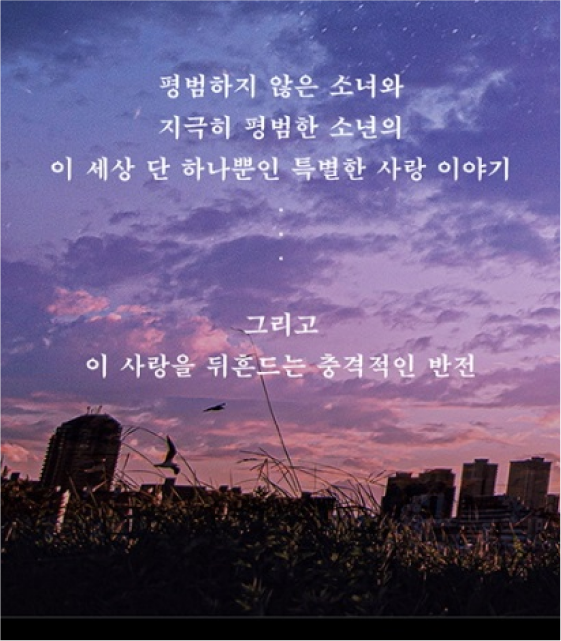 평범하지 않은 소녀와
지극히 평범한 소년의
이 세상 단 하나뿐인 특별한 사랑 이야기
·
·
·
그리고
이 사랑을 뒤흔드는 충격적인 반전